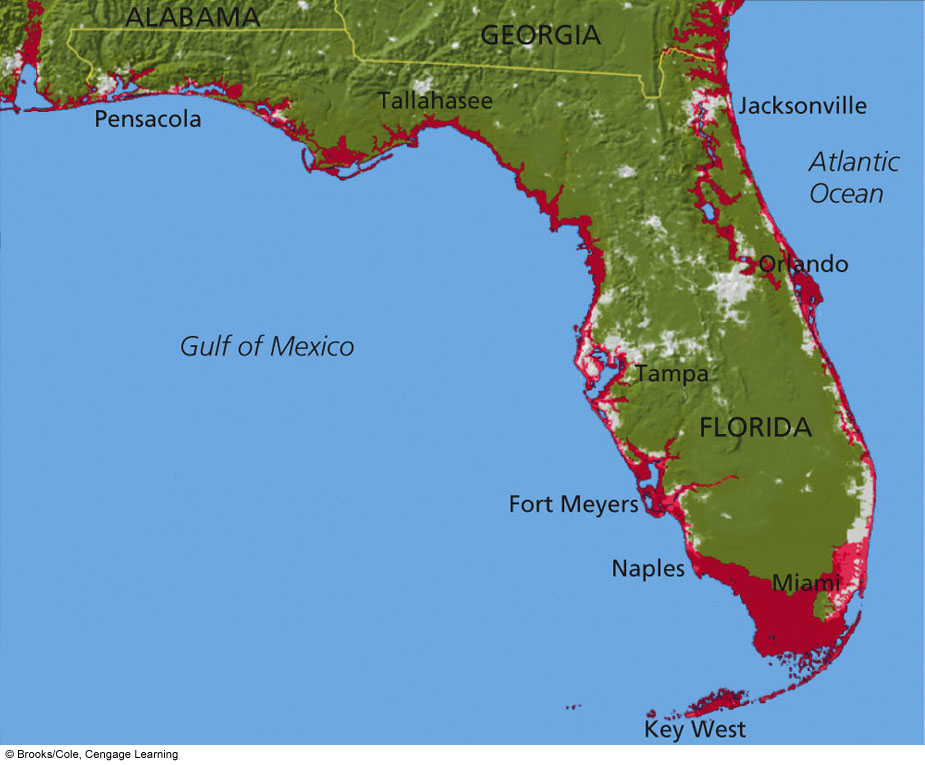 ALABAMA
GEORGIA
Tallahasee
Jacksonville
Pensacola
Atlantic
Ocean
Orlando
Gulf of Mexico
Tampa
FLORIDA
Fort Meyers
Naples
Miami
Key West
© Brooks/Cole, Cengage Learning